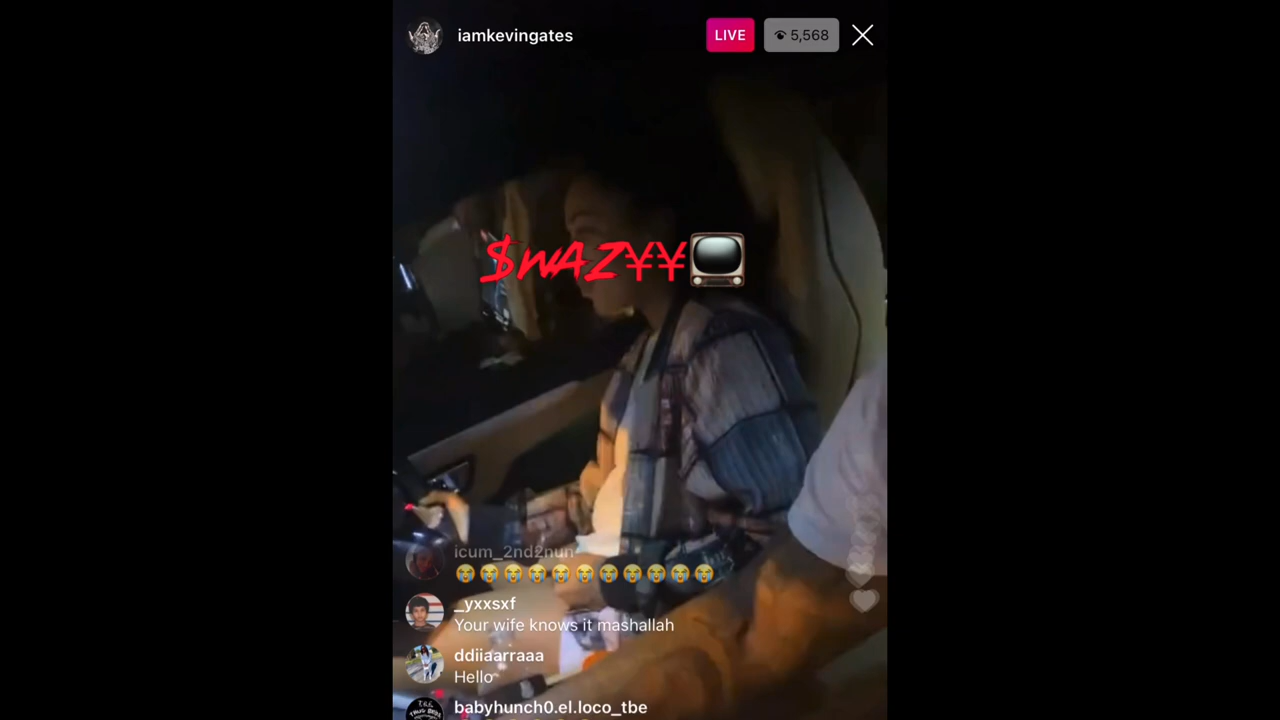 iamkevingates
LIVE
5,568
$WAZ¥¥
icum_2nd2nun
_yxxsxf
Your wife knows it mashallah
ddiiaarraaa
Hello
babyhunch0.el.loco_tbe